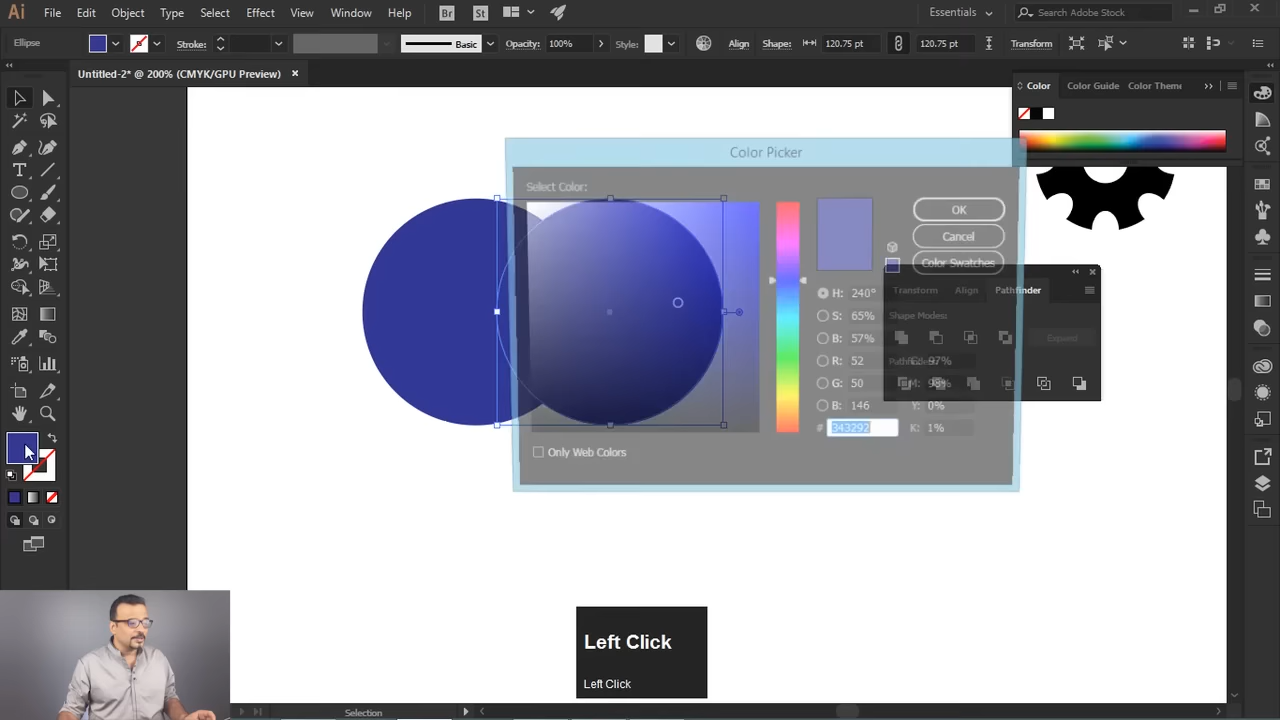 Ai File Edit Object Type Select Effect View Window Help Br St Essentials Search Adobe Stock
Ellipse Stroke: Basic Opacity: 100% Style: Align Shape: 120.75 pt 120.75 pt Transform
Untitled-2* @ 200% (CMYK/GPU Preview) ×
Color Color Guide Color Theme
Color Picker
Select Color:
OK
Cancel
Color Swatches
H: 240°
S: 65%
B: 57%
R: 52
G: 50
B: 146
# 343292
97%
M:
Y: 0%
K: 1%
Only Web Colors
Transform Align Pathfinder
Shape Modes:
Expand
Left Click
Left Click
Selection